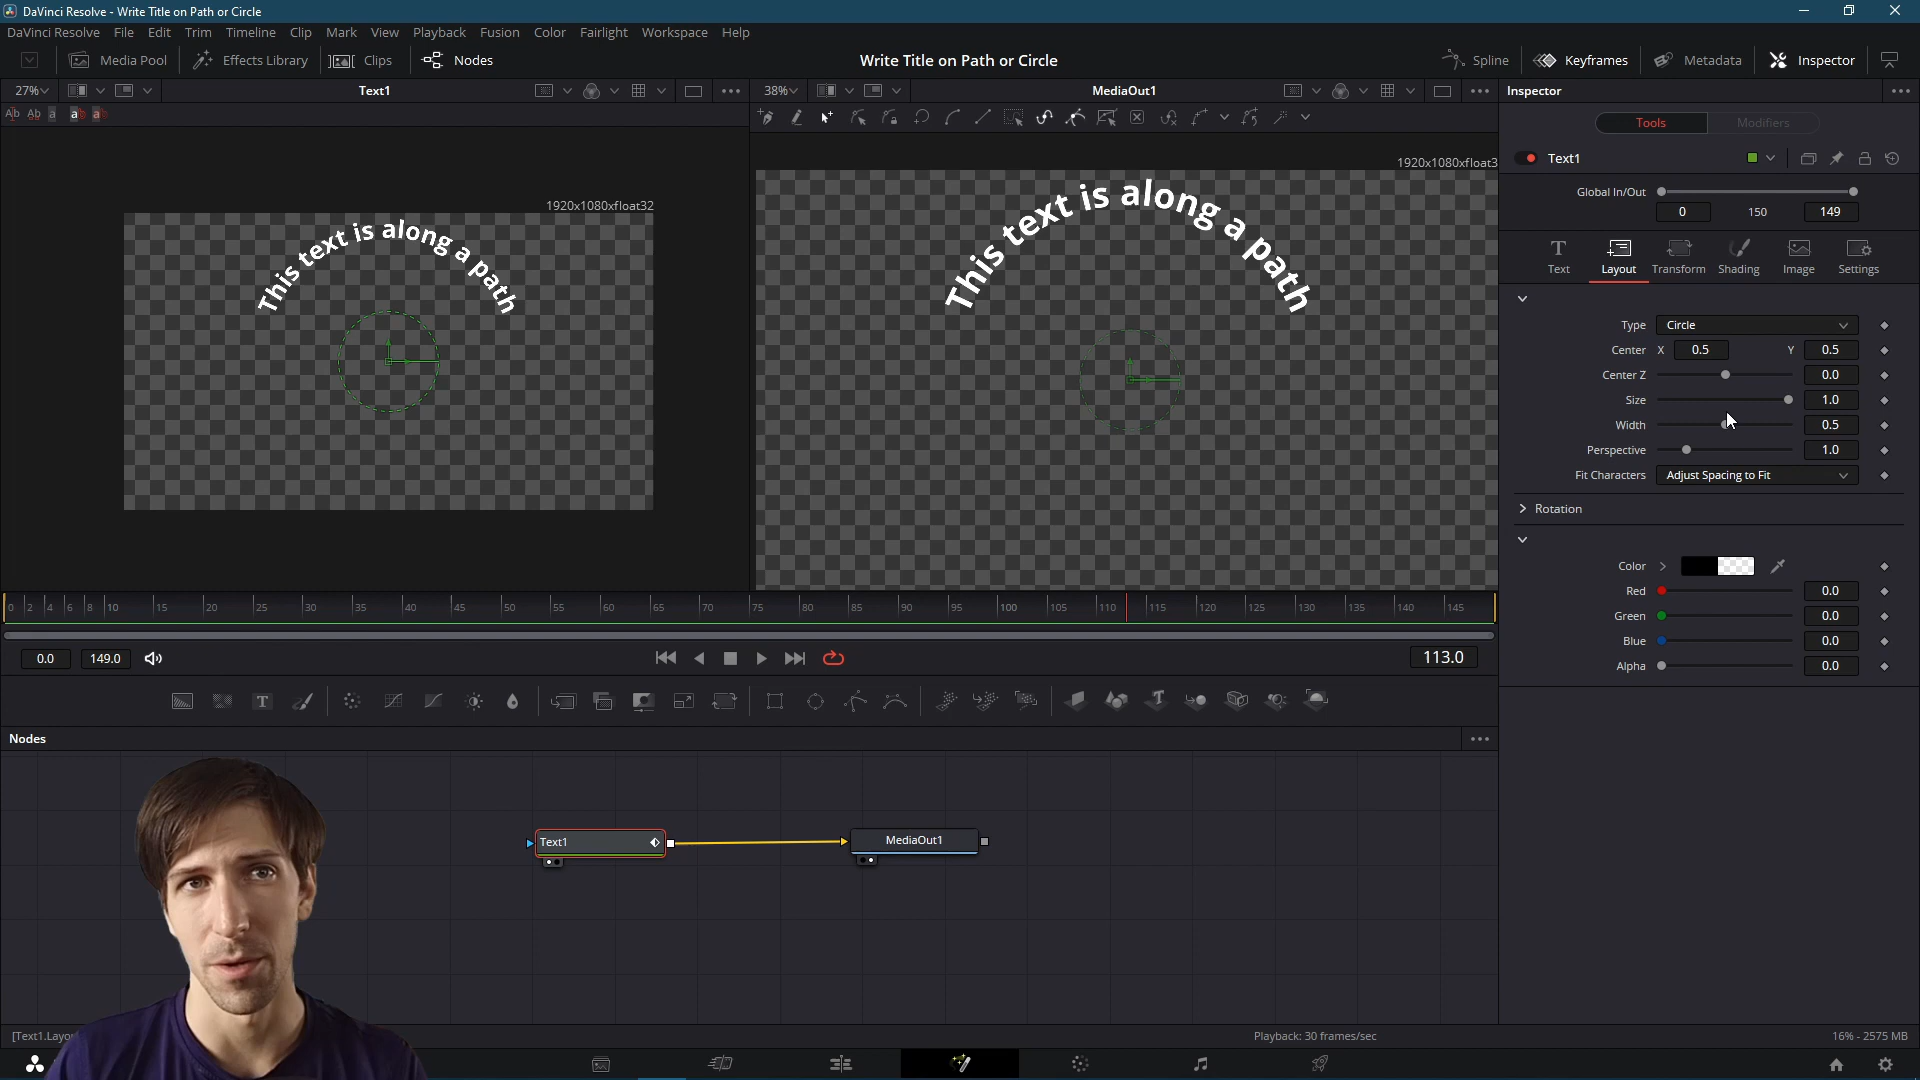 DaVinci Resolve - Write Title on Path or Circle
DaVinci Resolve File Edit Trim Timeline Clip Mark View Playback Fusion Color Fairlight Workspace Help
Media Pool Effects Library Clips Nodes Write Title on Path or Circle Spline Keyframes Metadata Inspector
27% Text1 38% MediaOut1 Inspector
Tools Modifiers
Text1
1920x1080xfloat32
This text is along a path
1920x1080xfloat3
This text is along a path
Global In/Out
0 150 149
Text Layout Transform Shading Image Settings
Type Circle
Center X 0.5 Y 0.5
Center Z 0.0
Size 1.0
Width 0.5
Perspective 1.0
Fit Characters Adjust Spacing to Fit
Rotation
Color
Red 0.0
Green 0.0
Blue 0.0
Alpha 0.0
0 2 4 6 8 10 15 20 25 30 35 40 45 50 55 60 65 70 75 80 85 90 95 100 105 110 115 120 125 130 135 140 145
0.0 149.0 113.0
Nodes
Text1 MediaOut1
[Text1.Layo
Playback: 30 frames/sec
16% - 2575 MB